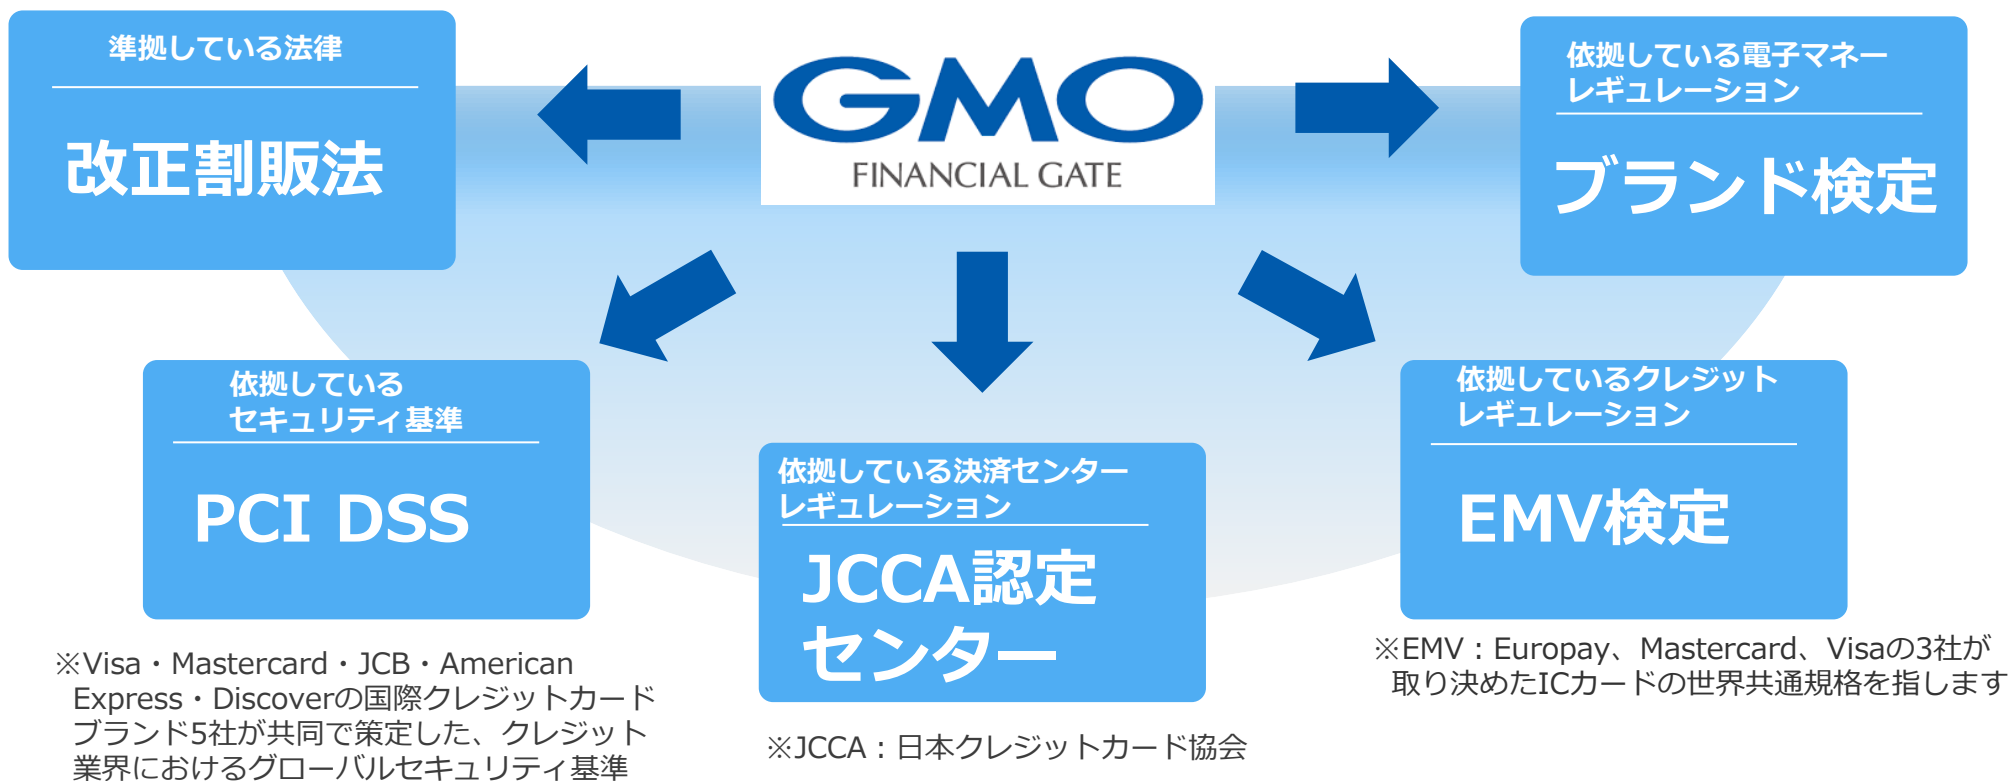 準拠している法律
改正割販法
GMO
FINANCIAL GATE
依拠している電子マネー
レギュレーション
ブランド検定
依拠している
セキュリティ基準
PCI DSS
※Visa・Mastercard・JCB・American
Express・Discoverの国際クレジットカード
ブランド5社が共同で策定した、クレジット
業界におけるグローバルセキュリティ基準
依拠している決済センター
レギュレーション
JCCA認定
センター
※JCCA：日本クレジットカード協会
依拠しているクレジット
レギュレーション
EMV検定
※EMV：Europay、Mastercard、Visaの3社が
取り決めたICカードの世界共通規格を指します